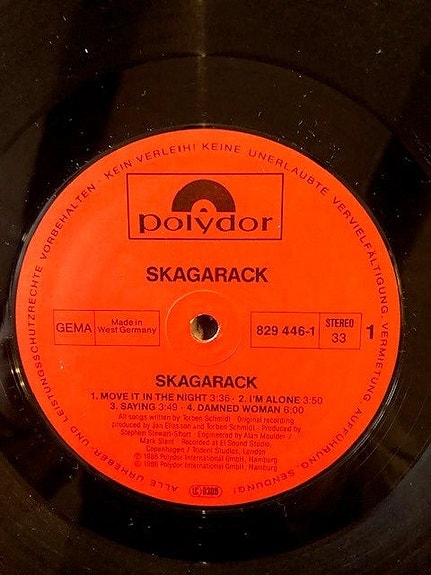 ALLE URHEBER- UND LEISTUNGSSCHUTZRECHTE VORBEHALTEN · KEIN VERLEIH! KEINE UNERLAUBTE VERVIELFÄLTIGUNG, VERMIETUNG, AUFFÜHRUNG, SENDUNG!
polydor
SKAGARACK
GEMA
Made in
West Germany
829 446-1
STEREO
33
1
SKAGARACK
1. MOVE IT IN THE NIGHT 3:36 · 2. I'M ALONE 3:50
3. SAYING 3:49 · 4. DAMNED WOMAN 6:00
All songs written by Torben Schmidt · Original recording
produced by Jan Eliasson and Torben Schmidt · Produced by
Stephen Stewart-Short · Engineered by Alan Moulder /
Mark Stent · Recorded at El Sound Studio,
Copenhagen / Trident Studios, London
℗ 1986 Polydor International GmbH, Hamburg
© 1986 Polydor International GmbH, Hamburg
LC 0309